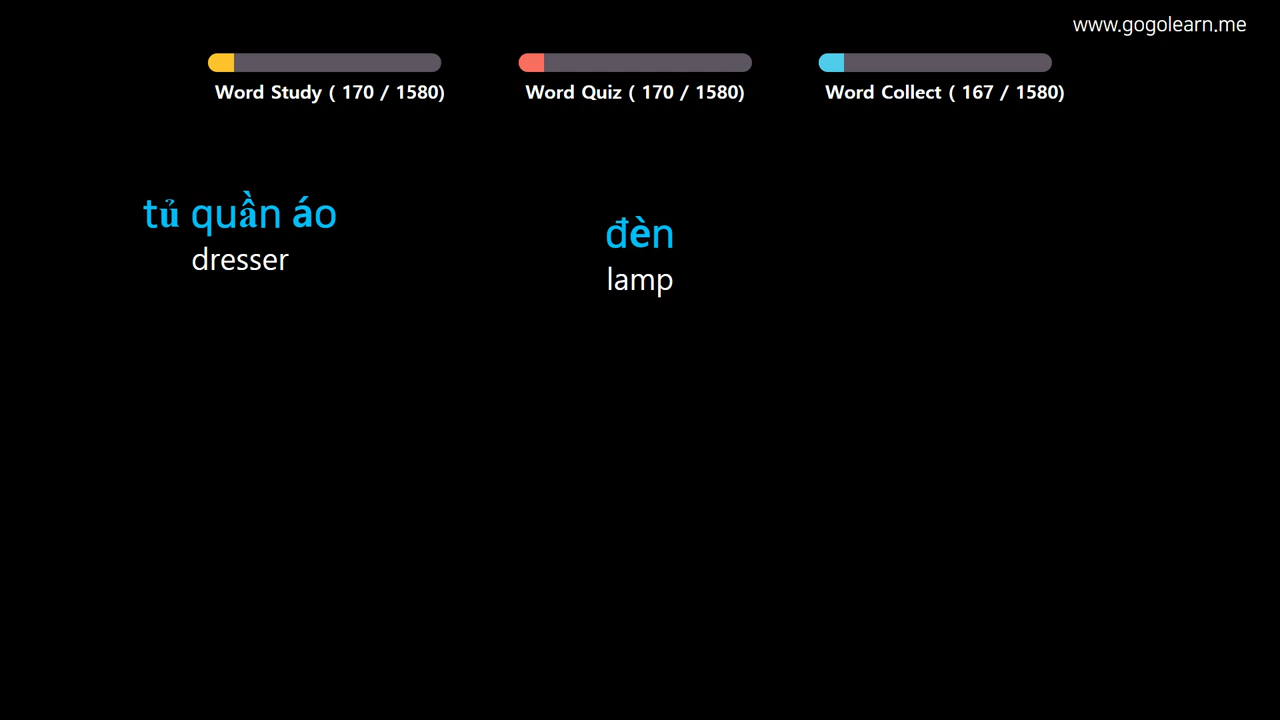 www.gogolearn.me
Word Study ( 170 / 1580)
Word Quiz ( 170 / 1580)
Word Collect ( 167 / 1580)
tủ quần áo
dresser
đèn
lamp